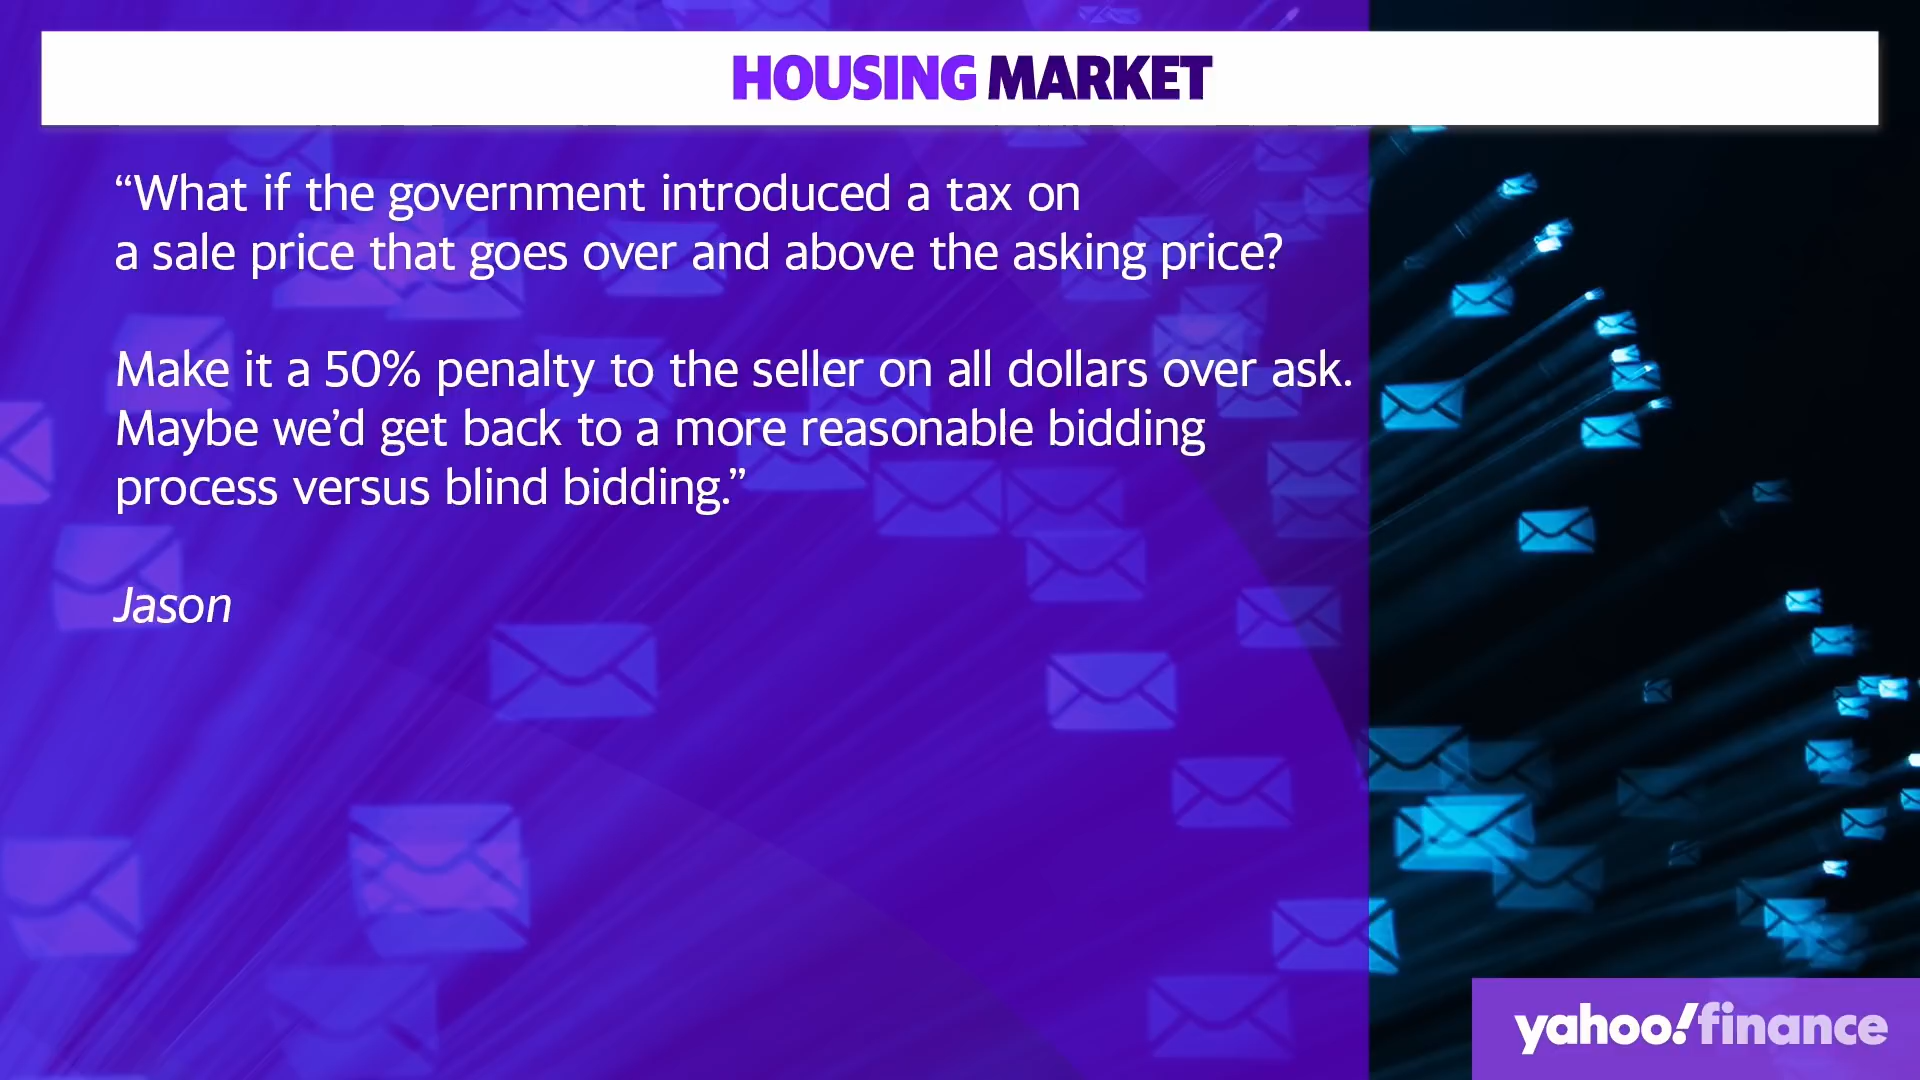 HOUSING MARKET
“What if the government introduced a tax on
a sale price that goes over and above the asking price?
Make it a 50% penalty to the seller on all dollars over ask.
Maybe we’d get back to a more reasonable bidding
process versus blind bidding.”
Jason
yahoo!finance